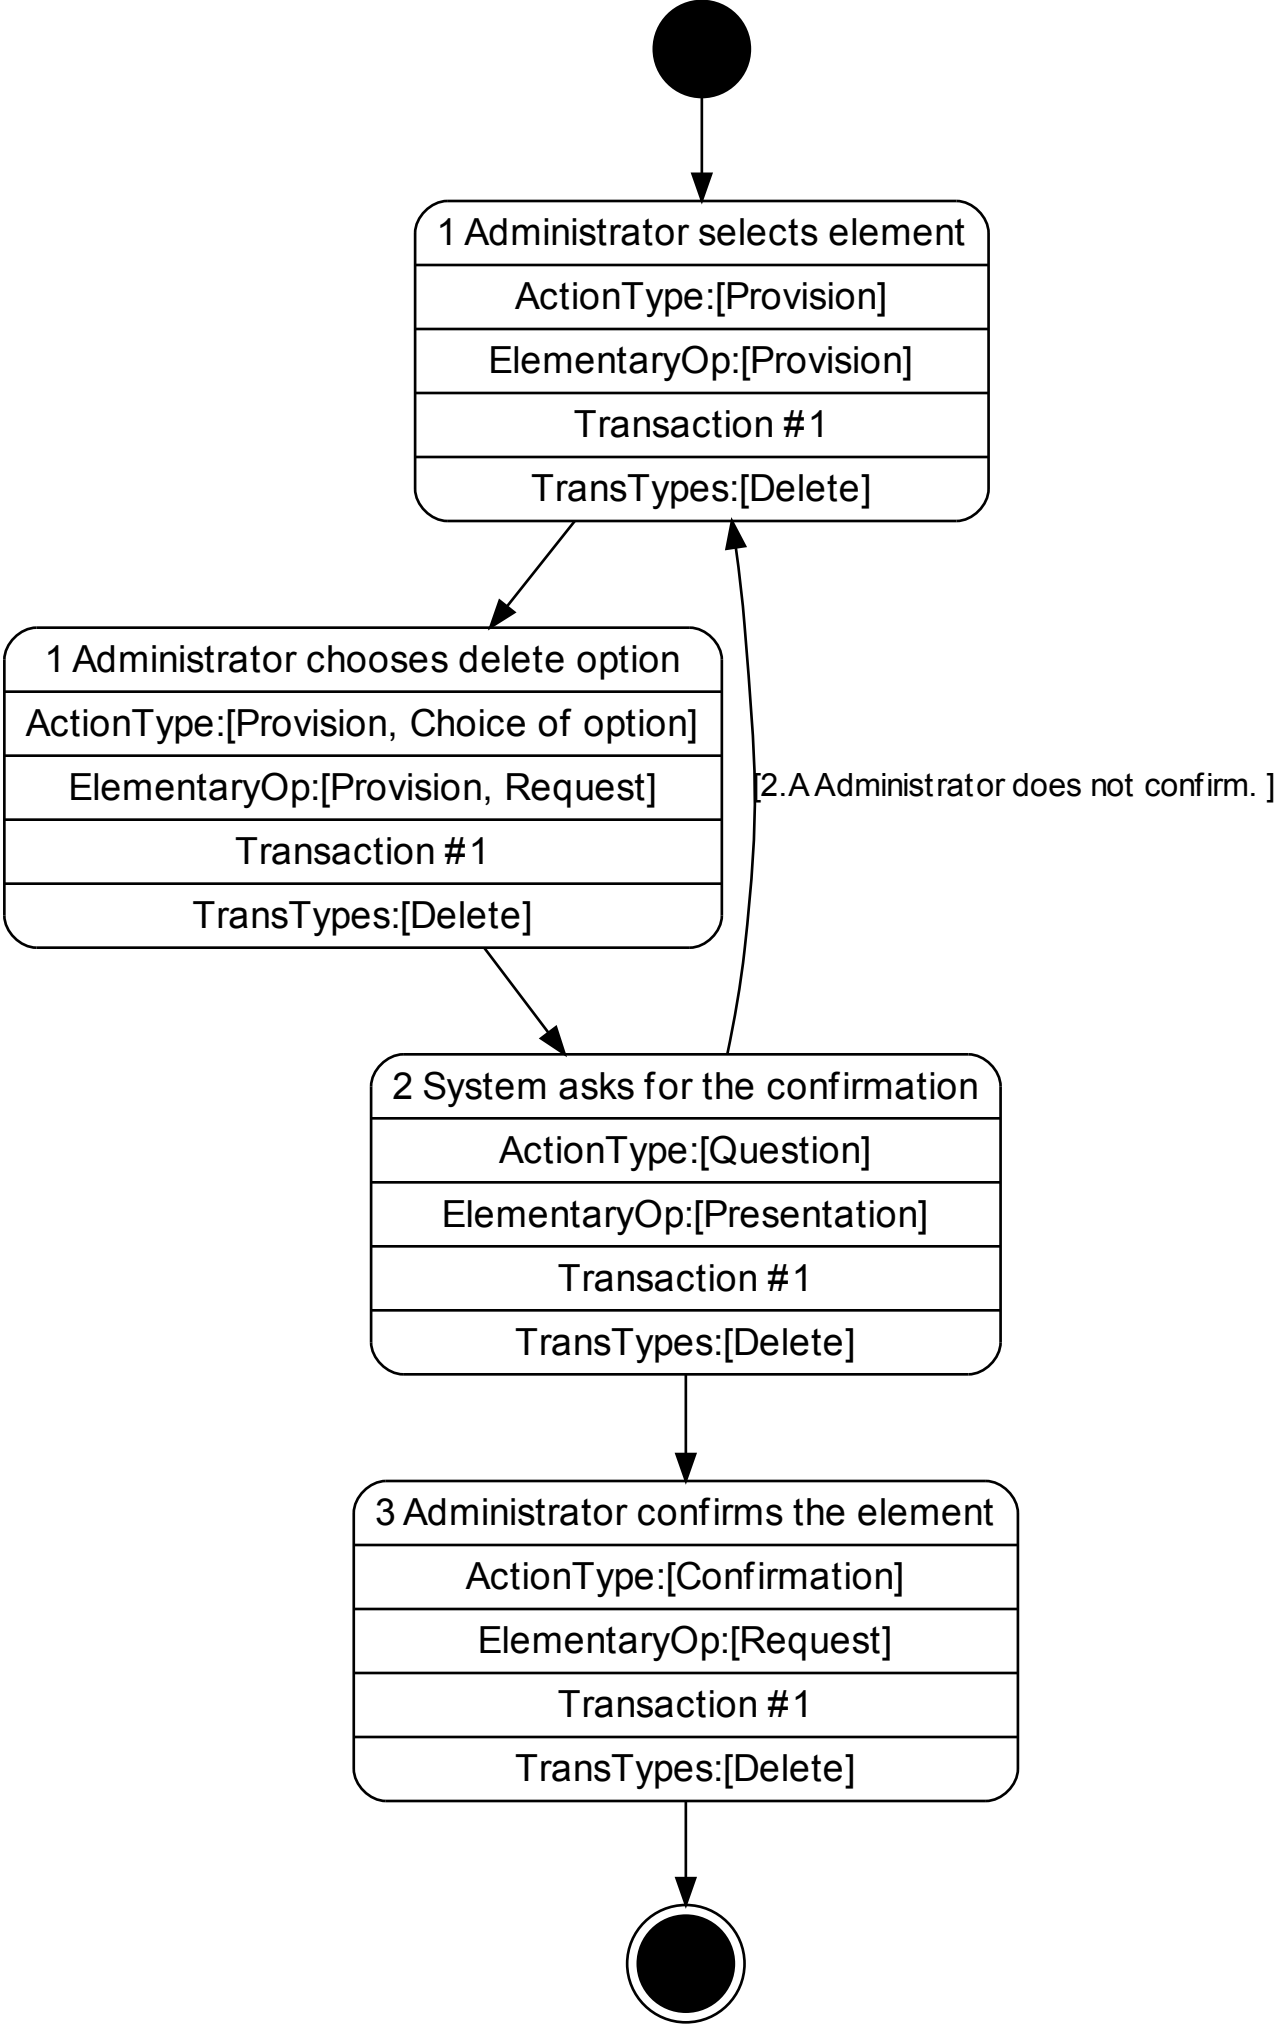 1 Administrator selects element
ActionType:[Provision]
ElementaryOp:[Provision]
Transaction #1
TransTypes:[Delete]
1 Administrator chooses delete option
ActionType:[Provision, Choice of option]
ElementaryOp:[Provision, Request]
Transaction #1
TransTypes:[Delete]
[2.A Administrator does not confirm. ]
2 System asks for the confirmation
ActionType:[Question]
ElementaryOp:[Presentation]
Transaction #1
TransTypes:[Delete]
3 Administrator confirms the element
ActionType:[Confirmation]
ElementaryOp:[Request]
Transaction #1
TransTypes:[Delete]